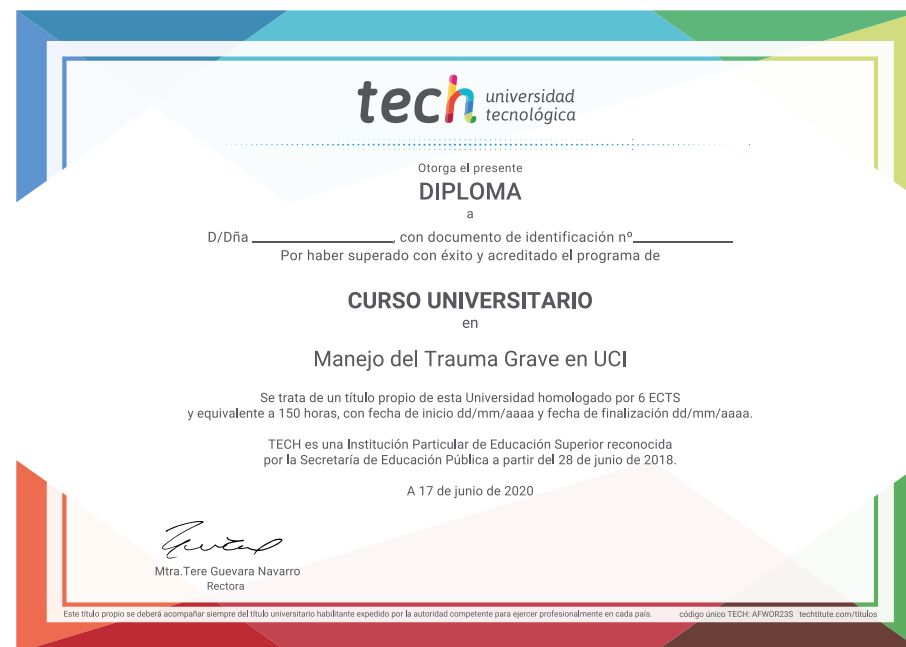 tech universidad
tecnológica
Otorga el presente
DIPLOMA
a
D/Dña ____________________, con documento de identificación nº______________
Por haber superado con éxito y acreditado el programa de
CURSO UNIVERSITARIO
en
Manejo del Trauma Grave en UCI
Se trata de un título propio de esta Universidad homologado por 6 ECTS
y equivalente a 150 horas, con fecha de inicio dd/mm/aaaa y fecha de finalización dd/mm/aaaa.
TECH es una Institución Particular de Educación Superior reconocida
por la Secretaría de Educación Pública a partir del 28 de junio de 2018.
A 17 de junio de 2020
Mtra.Tere Guevara Navarro
Rectora
Este título propio se deberá acompañar siempre del título universitario habilitante expedido por la autoridad competente para ejercer profesionalmente en cada país. código único TECH: AFWOR23S techtitute.com/títulos